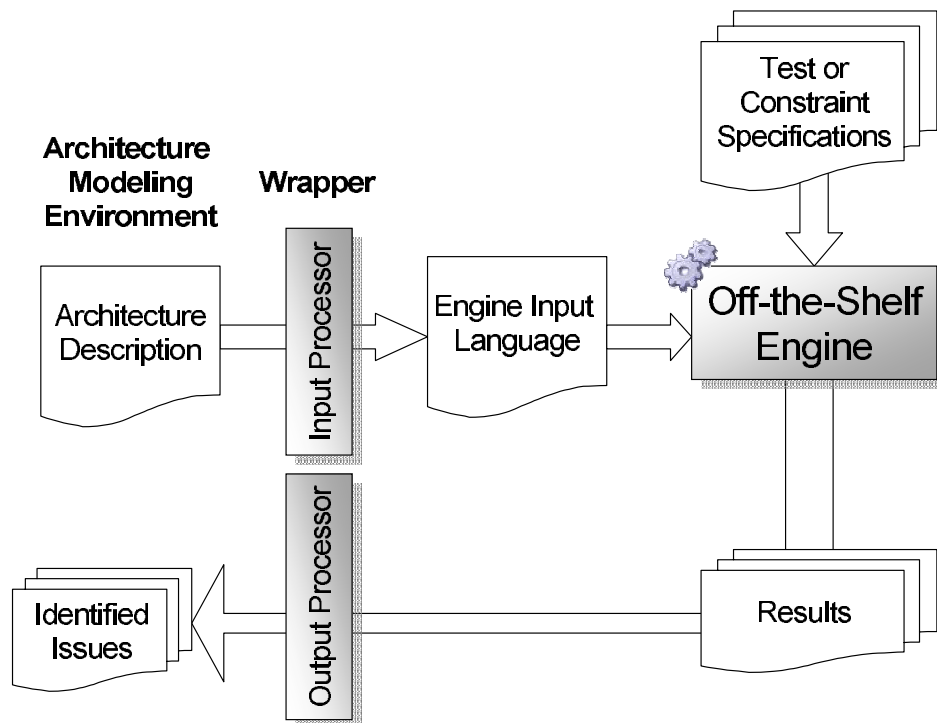 Test or
Constraint
Specifications
Architecture
Modeling
Environment
Wrapper
Architecture
Description
Input Processor
Engine Input
Language
Off-the-Shelf
Engine
Identified
Issues
Output Processor
Results